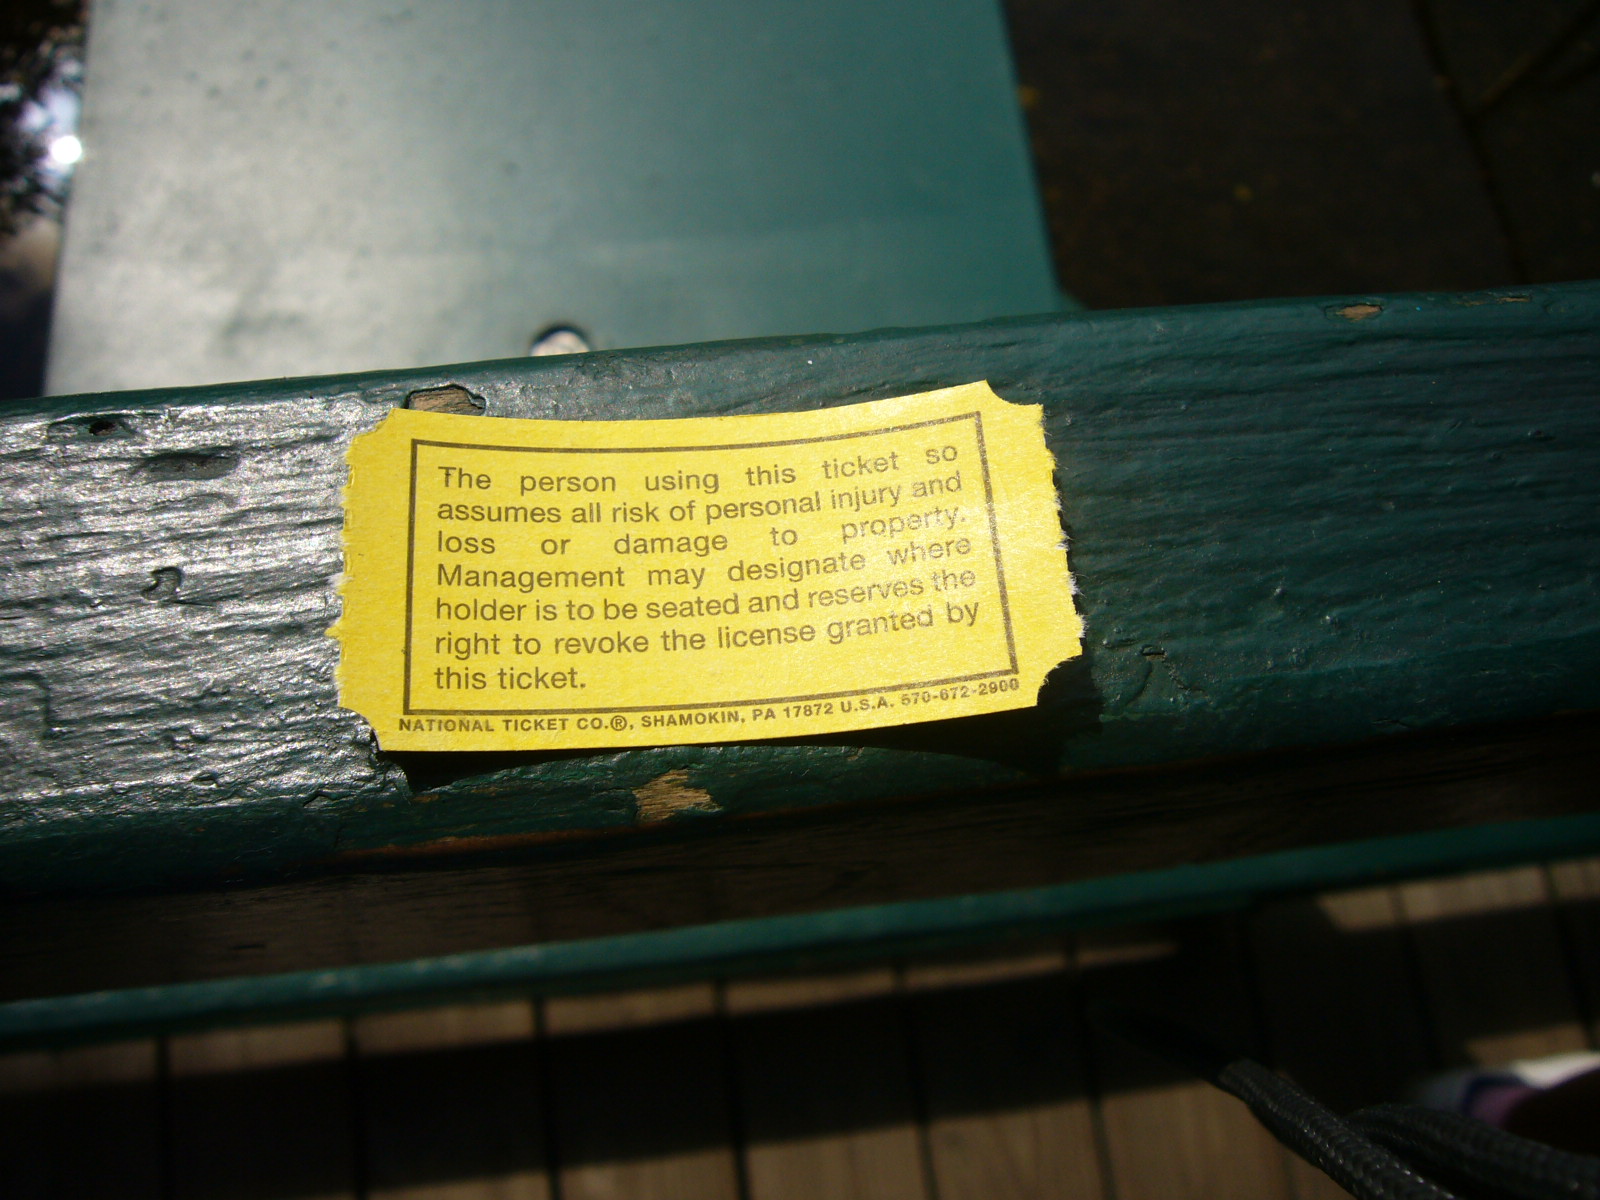 The person using this ticket so
assumes all risk of personal injury and
loss or damage to property.
Management may designate where
holder is to be seated and reserves the
right to revoke the license granted by
this ticket.
NATIONAL TICKET CO.®, SHAMOKIN, PA 17872 U.S.A. 570-672-2900